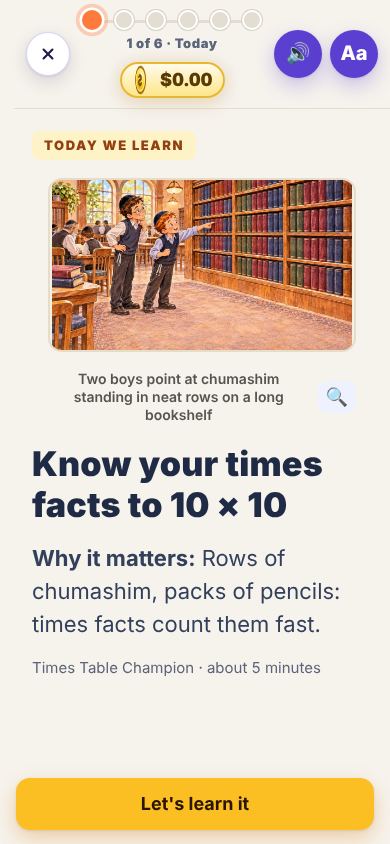 1 of 6 · Today
$0.00
Aa
TODAY WE LEARN
Two boys point at chumashim
standing in neat rows on a long
bookshelf
Know your times
facts to 10 × 10
Why it matters: Rows of
chumashim, packs of pencils:
times facts count them fast.
Times Table Champion · about 5 minutes
Let's learn it